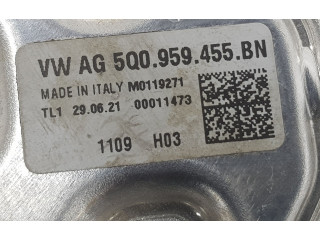 VW AG 5Q0.959.455.BN
MADE IN ITALY M0119271
TL1 29.06.21 00011473
1109 H03